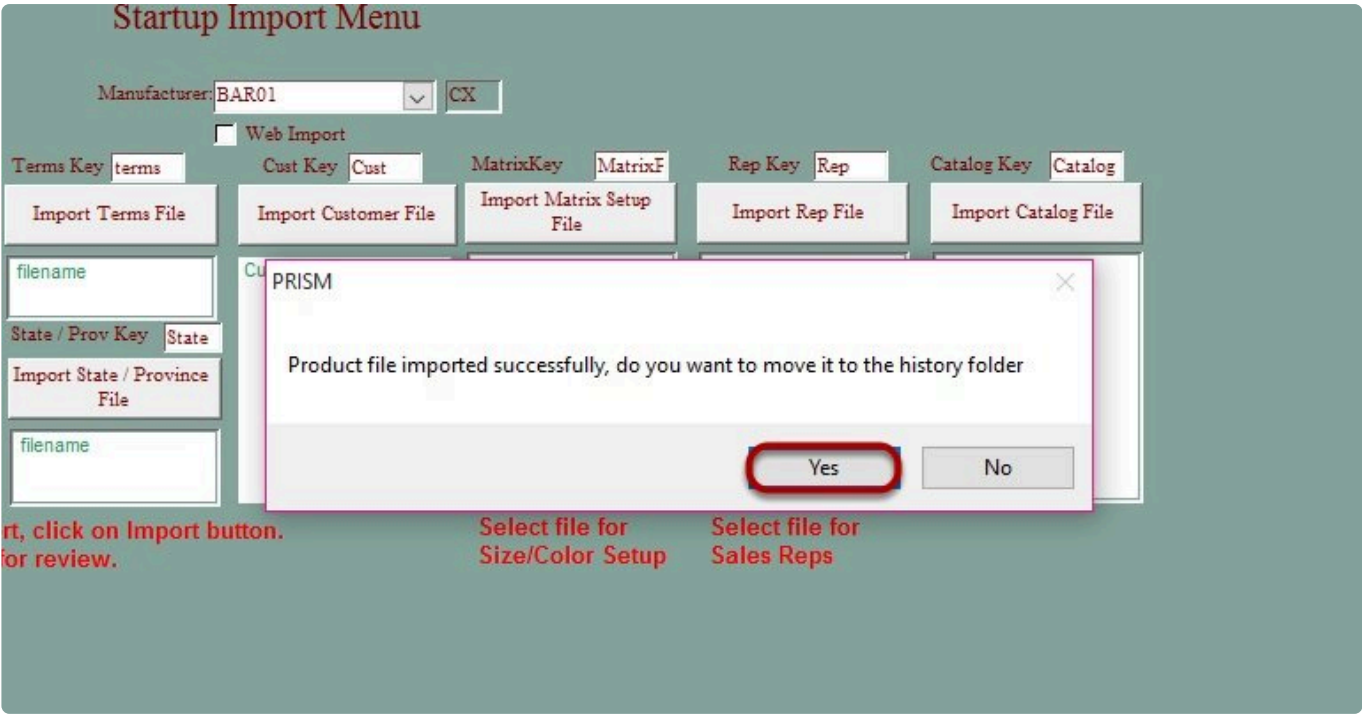 Startup Import Menu
Manufacturer: BAR01 CX
Web Import
Terms Key terms Cust Key Cust MatrixKey MatrixF Rep Key Rep Catalog Key Catalog
Import Terms File Import Customer File Import Matrix Setup File Import Rep File Import Catalog File
filename Cu
PRISM
State / Prov Key State
Product file imported successfully, do you want to move it to the history folder
Import State / Province
File
filename
Yes No
rt, click on Import button.
for review.
Select file for
Size/Color Setup
Select file for
Sales Reps